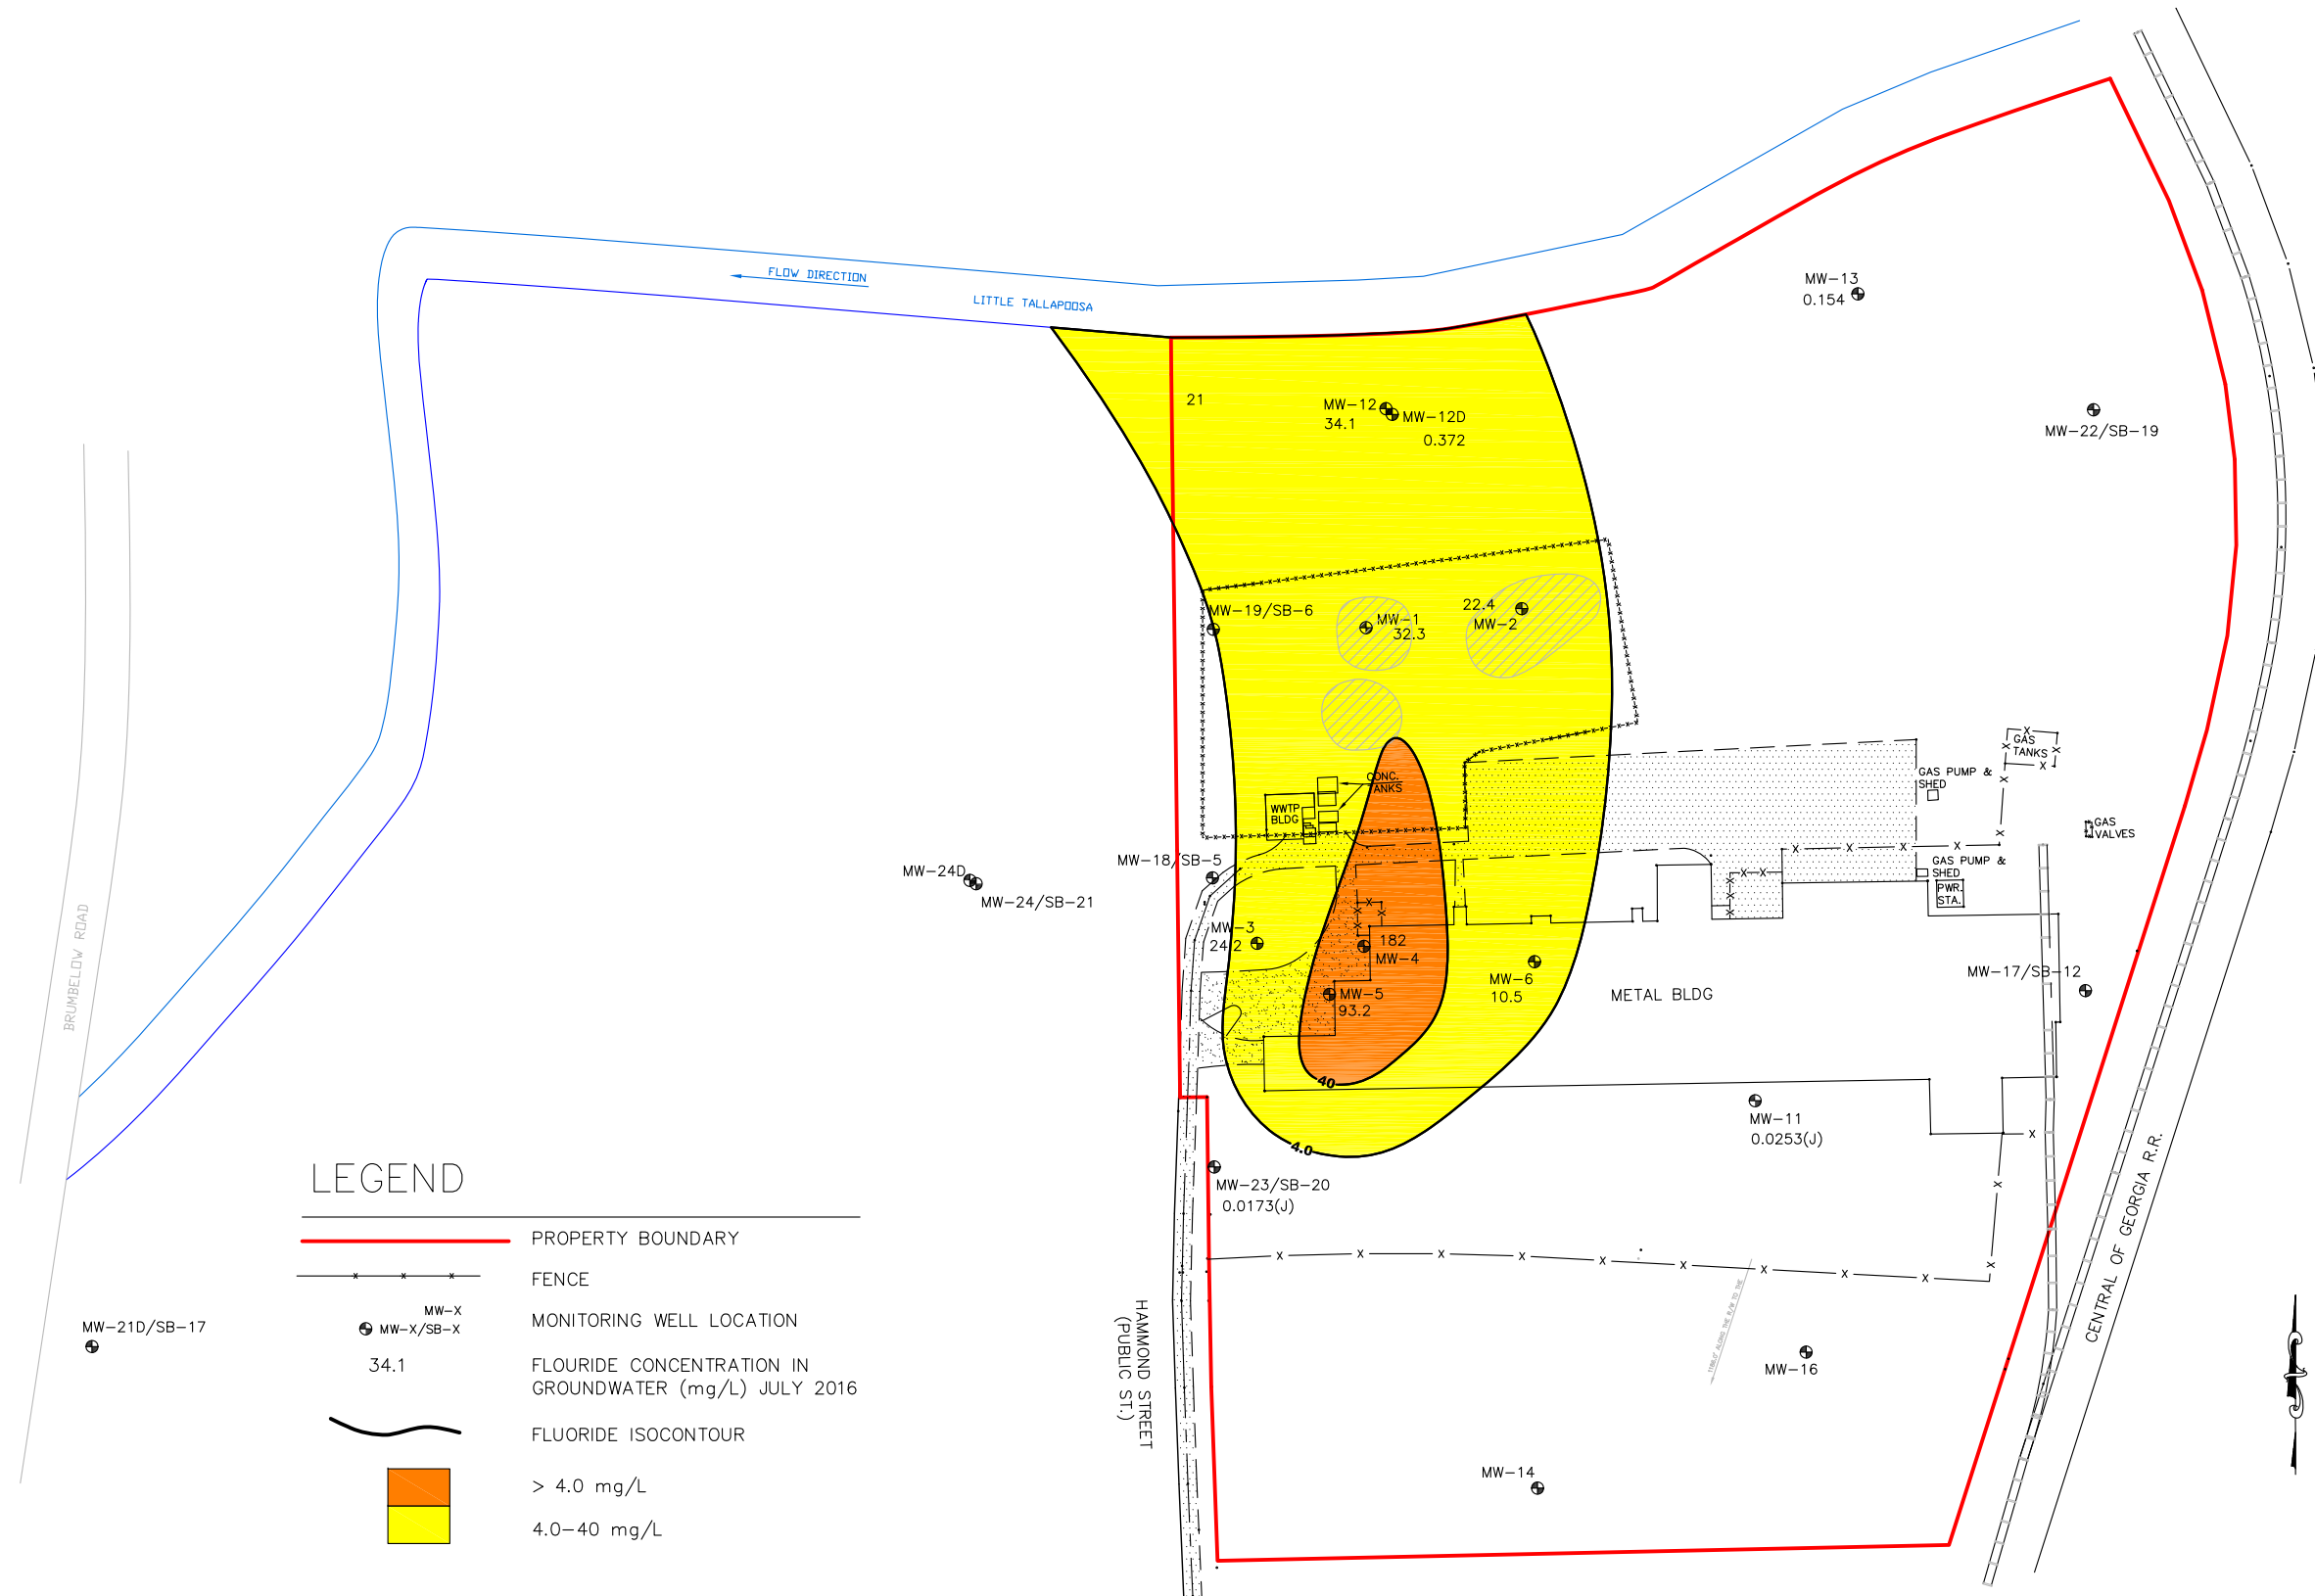 FLOW DIRECTION
LITTLE TALLAPOOSA
MW-13
0.154
MW-22/SB-19
21
MW-12
34.1
MW-12D
0.372
MW-19/SB-6
MW-1
32.3
22.4
MW-2
GAS
TANKS
GAS PUMP &
SHED
CONC.
TANKS
WWTP
BLDG
GAS
VALVES
MW-18/SB-5
GAS PUMP &
SHED
PWR.
STA.
MW-24D
MW-24/SB-21
MW-3
24.2
182
MW-4
MW-5
93.2
MW-6
10.5
METAL BLDG
MW-17/SB-12
BRUMBELOW ROAD
40
4.0
MW-11
0.0253(J)
MW-23/SB-20
0.0173(J)
CENTRAL OF GEORGIA R.R.
HAMMOND STREET
(PUBLIC ST.)
MW-16
MW-14
MW-21D/SB-17
LEGEND
PROPERTY BOUNDARY
FENCE
MW-X
MW-X/SB-X
MONITORING WELL LOCATION
34.1
FLOURIDE CONCENTRATION IN
GROUNDWATER (mg/L) JULY 2016
FLUORIDE ISOCONTOUR
> 4.0 mg/L
4.0-40 mg/L